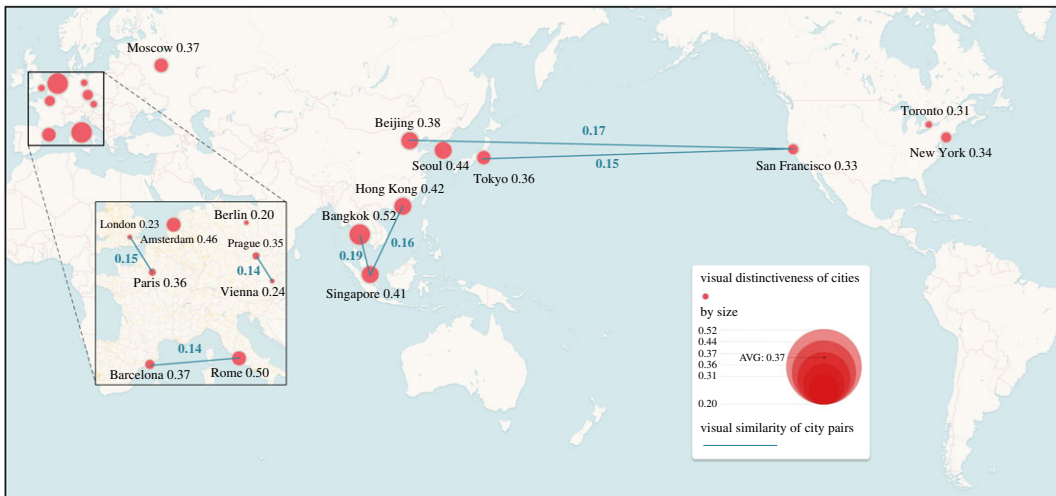 Moscow 0.37
Toronto 0.31
Beijing 0.38
0.17
New York 0.34
Seoul 0.44
0.15
San Francisco 0.33
Tokyo 0.36
Hong Kong 0.42
Bangkok 0.52
0.16
0.19
Singapore 0.41
London 0.23
Berlin 0.20
Amsterdam 0.46
Prague 0.35
0.15
0.14
Paris 0.36
Vienna 0.24
0.14
Barcelona 0.37
Rome 0.50
visual distinctiveness of cities
by size
0.52
0.44
0.37
AVG: 0.37
0.36
0.31
0.20
visual similarity of city pairs